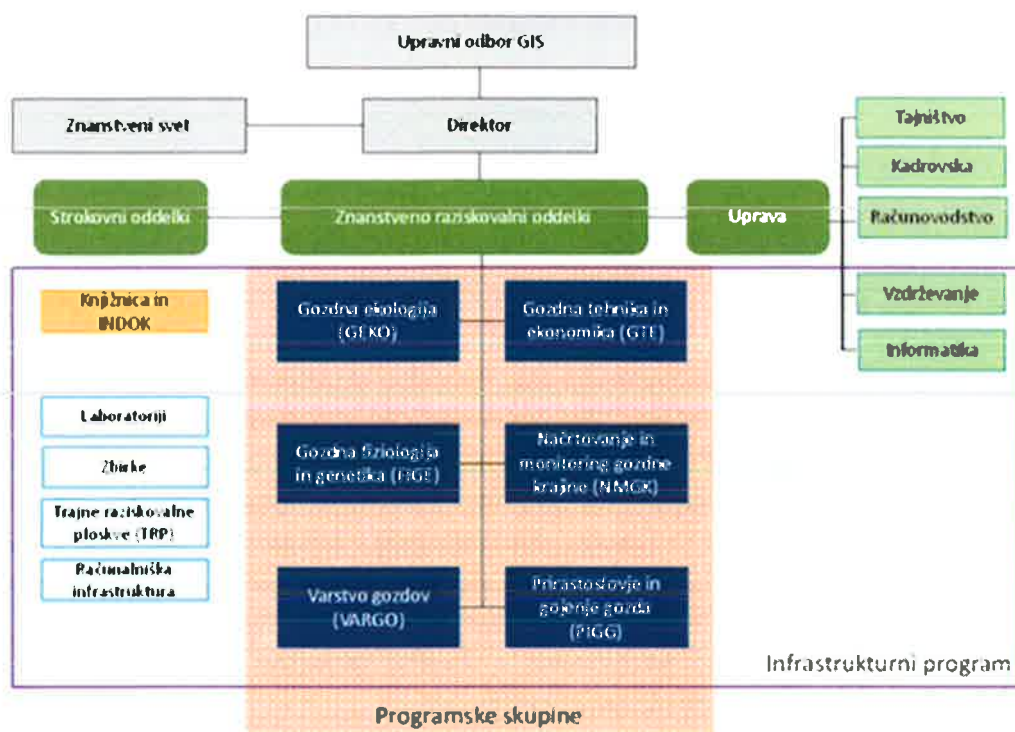 Upravni odbor GIS
Znanstveni svet
Direktor
Tajništvo
Kadrovska
Računovodstvo
Vzdrževanje
Informatika
Strokovni oddelki
Znanstveno raziskovalni oddelki
Uprava
Knjižnica in
INDOK
Gozdna ekologija
(GEKO)
Gozdna tehnika in
ekonomika (GTE)
Laboratoriji
Zbirke
Trajne raziskovalne
ploskve (TRP)
Računalniška
infrastruktura
Gozdna fiziologija
in genetika (FIGE)
Načrtovanje in
monitoring gozdne
krajine (NMGK)
Varstvo gozdov
(VARGO)
Prirastoslovje in
gojenje gozda
(PIGG)
Infrastrukturni program
Programske skupine